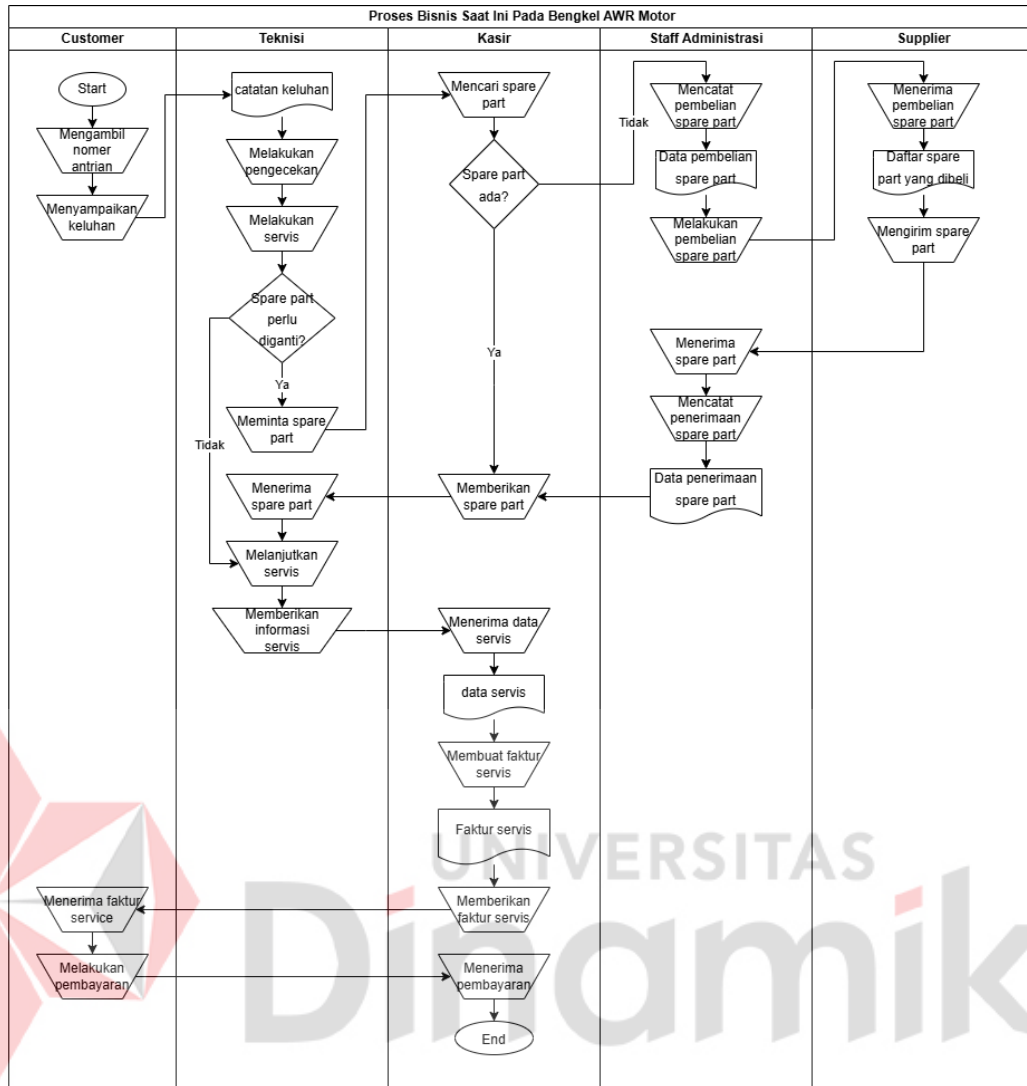 Proses Bisnis Saat Ini Pada Bengkel AWR Motor
Customer
Teknisi
Kasir
Staff Administrasi
Supplier
Start
Mengambil
nomer
antrian
Menyampaikan
keluhan
catatan keluhan
Melakukan
pengecekan
Melakukan
servis
Spare part
perlu
diganti?
Ya
Tidak
Meminta spare
part
Mencari spare
part
Spare part
ada?
Tidak
Ya
Mencatat
pembelian
spare part
Data pembelian
spare part
Melakukan
pembelian
spare part
Menerima
pembelian
spare part
Daftar spare
part yang dibeli
Mengirim spare
part
Menerima
spare part
Mencatat
penerimaan
spare part
Data penerimaan
spare part
Memberikan
spare part
Menerima
spare part
Melanjutkan
servis
Memberikan
informasi
servis
Menerima data
servis
data servis
Membuat faktur
servis
Faktur servis
Memberikan
faktur servis
Menerima faktur
service
Melakukan
pembayaran
Menerima
pembayaran
End
UNIVERSITAS
Dinamik